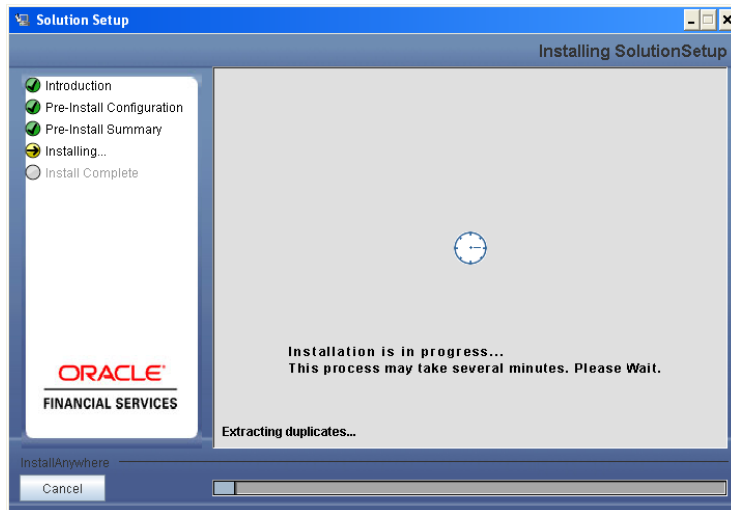 Solution Setup
Installing SolutionSetup
Introduction
Pre-Install Configuration
Pre-Install Summary
Installing...
Install Complete
Installation is in progress...
This process may take several minutes. Please Wait.
ORACLE
FINANCIAL SERVICES
Extracting duplicates...
InstallAnywhere
Cancel